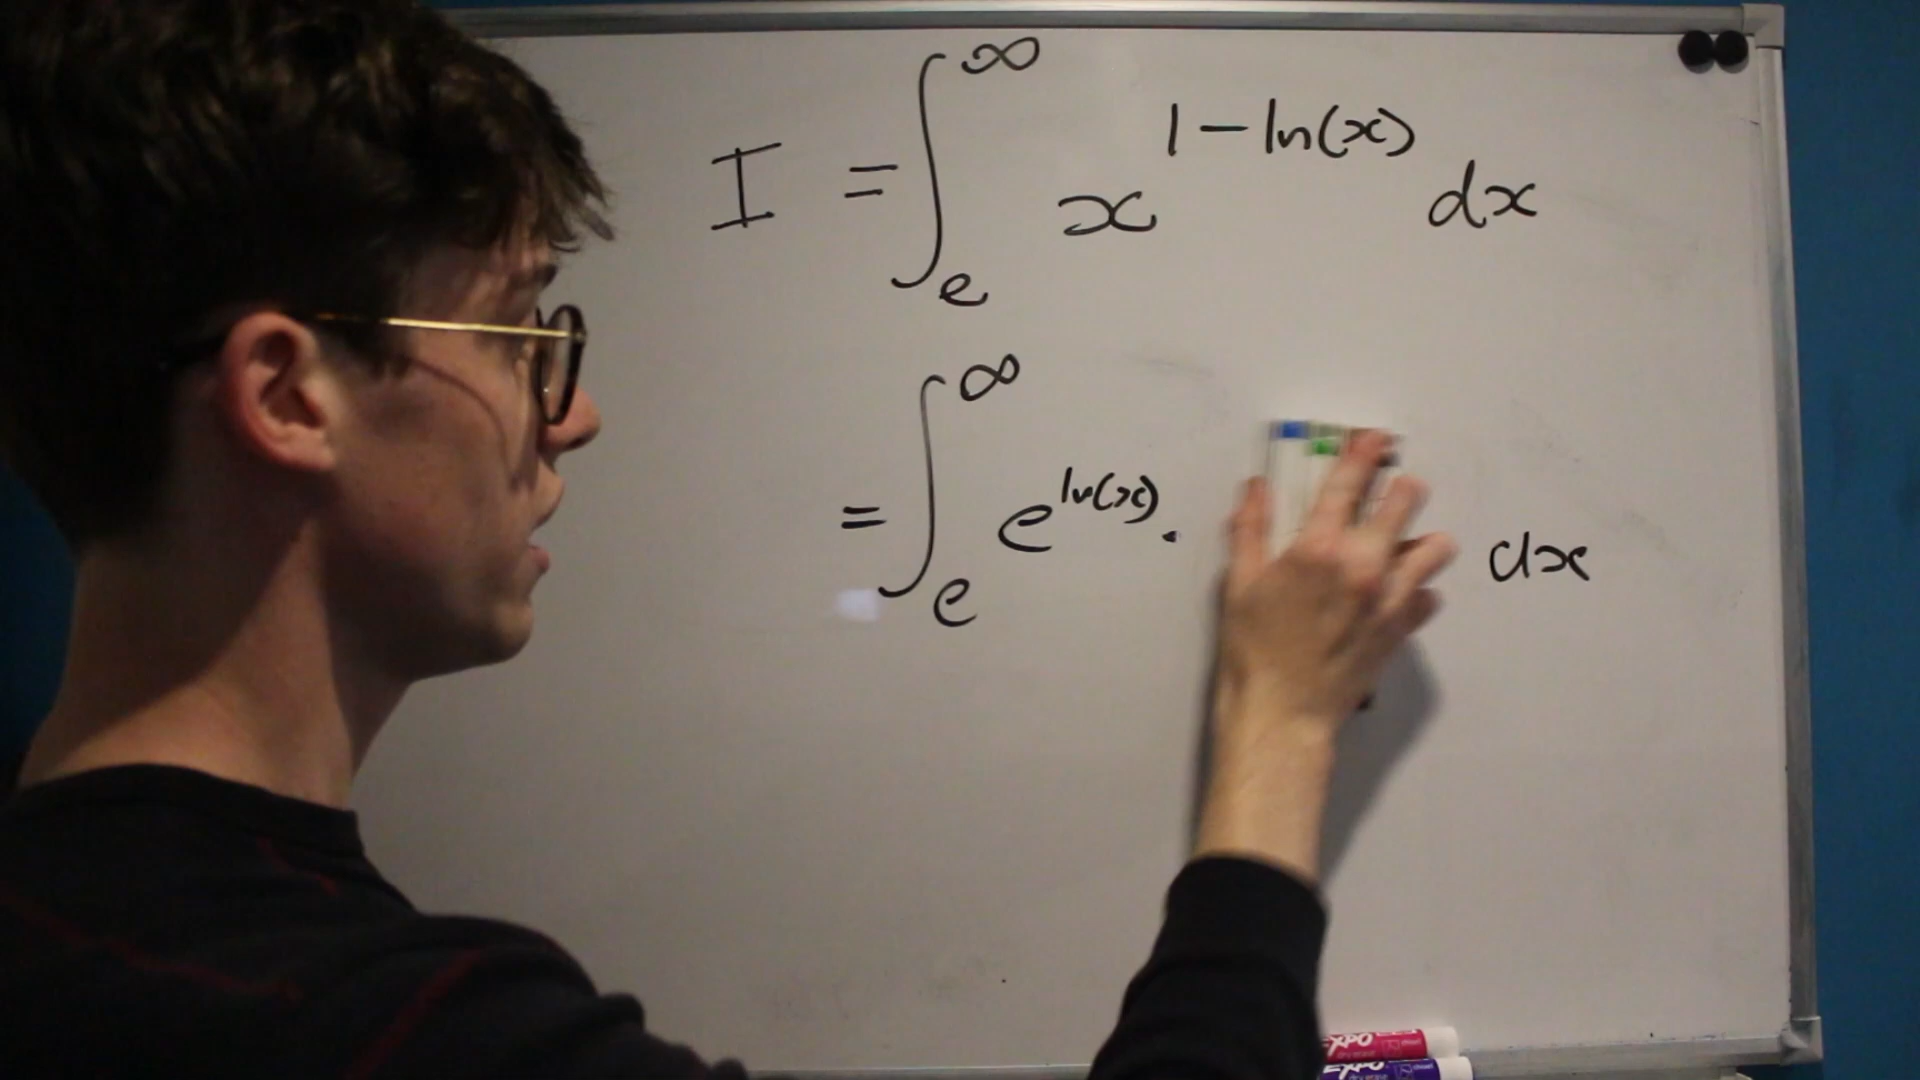 I = ∫_e^∞ x^{1-ln(x)} dx
= ∫_e^∞ e^{ln(x)} · dx
EXPO
EXPO